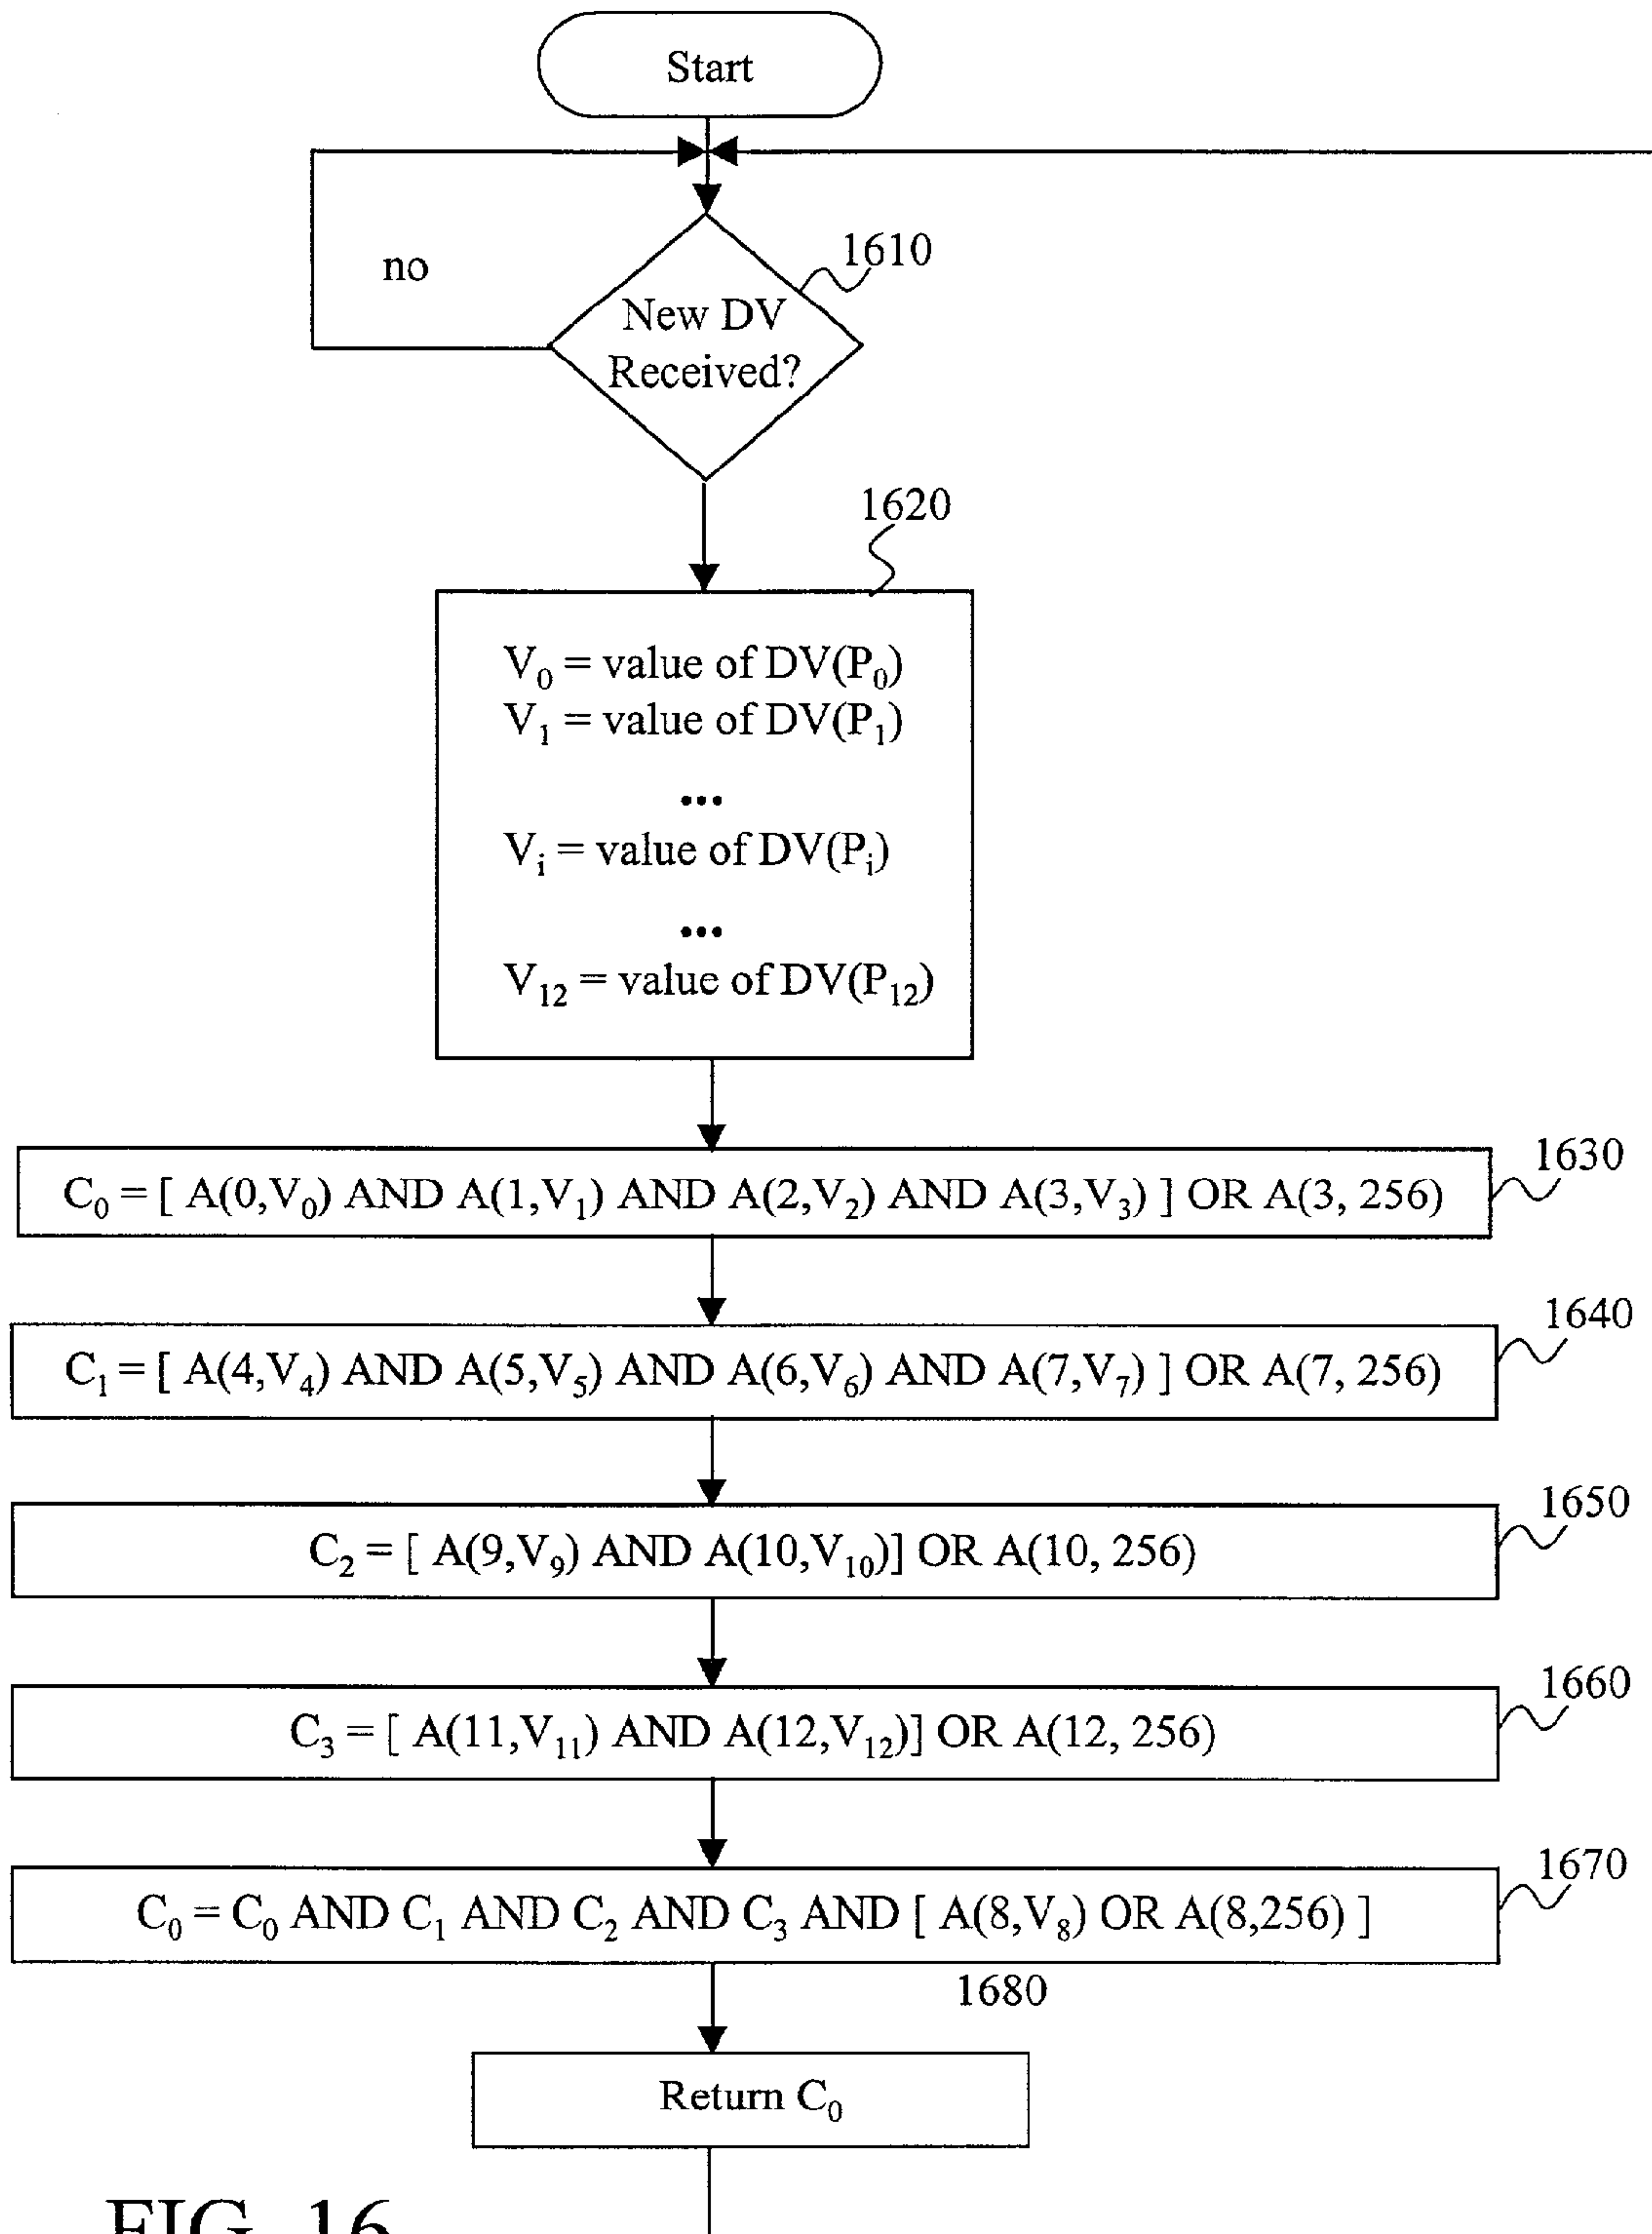 Start
no
1610
New DV
Received?
1620
V₀ = value of DV(P₀)
V₁ = value of DV(P₁)
...
Vᵢ = value of DV(Pᵢ)
...
V₁₂ = value of DV(P₁₂)
1630
C₀ = [ A(0,V₀) AND A(1,V₁) AND A(2,V₂) AND A(3,V₃) ] OR A(3, 256)
1640
C₁ = [ A(4,V₄) AND A(5,V₅) AND A(6,V₆) AND A(7,V₇) ] OR A(7, 256)
1650
C₂ = [ A(9,V₉) AND A(10,V₁₀)] OR A(10, 256)
1660
C₃ = [ A(11,V₁₁) AND A(12,V₁₂)] OR A(12, 256)
1670
C₀ = C₀ AND C₁ AND C₂ AND C₃ AND [ A(8,V₈) OR A(8,256) ]
1680
Return C₀
FIG. 16